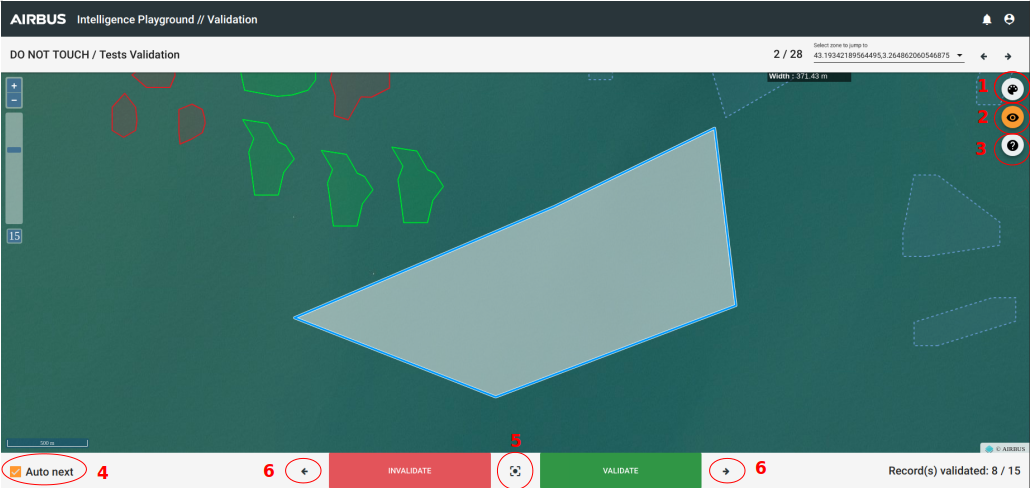 AIRBUS Intelligence Playground // Validation
DO NOT TOUCH / Tests Validation
2 / 28
Select zone to jump to
43.19342189564495,3.264862060546875
Width : 371.43 m
+
−
15
1
2
3
500 m
© AIRBUS
Auto next
4
6
INVALIDATE
5
VALIDATE
6
Record(s) validated: 8 / 15